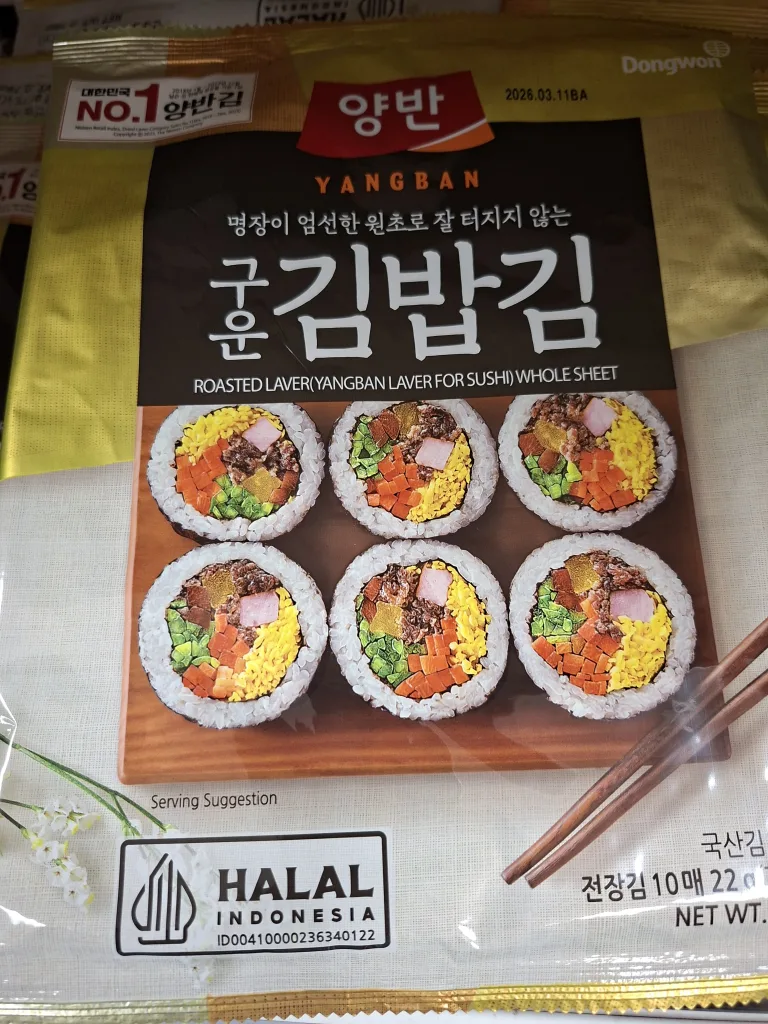 HALAL
INDONESIA
Dongwon
대한민국
NO.1 양반김
양반
2026.03.11BA
YANGBAN
명장이 엄선한 원초로 잘 터지지 않는
구운 김밥김
ROASTED LAVER(YANGBAN LAVER FOR SUSHI) WHOLE SHEET
Serving Suggestion
HALAL
INDONESIA
ID00410000236340122
국산김
전장김 10매 22g
NET WT.